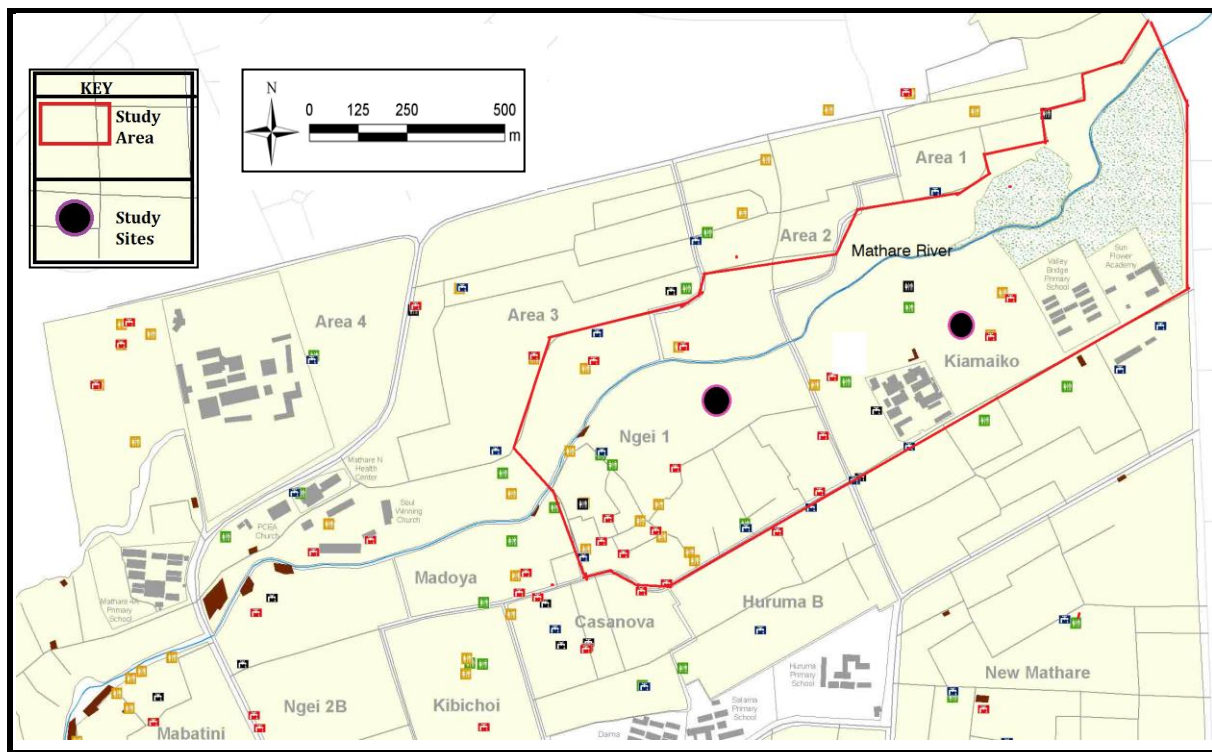 KEY
Study
Area
Study
Sites
N
0 125 250 500
m
Area 1
Area 2
Mathare River
Valley
Bridge
Primary
School
Sun
Flower
Academy
Area 3
Area 4
Kiamaiko
Ngei 1
Mathare N
Health
Center
Soul
Winning
Church
PCEA
Church
Mathare 4A
Primary
School
Madoya
Casanova
Huruma B
Huruma
Primary
School
New Mathare
Ngei 2B
Kibichoi
Mabatini
Salama
Primary
School
Daima